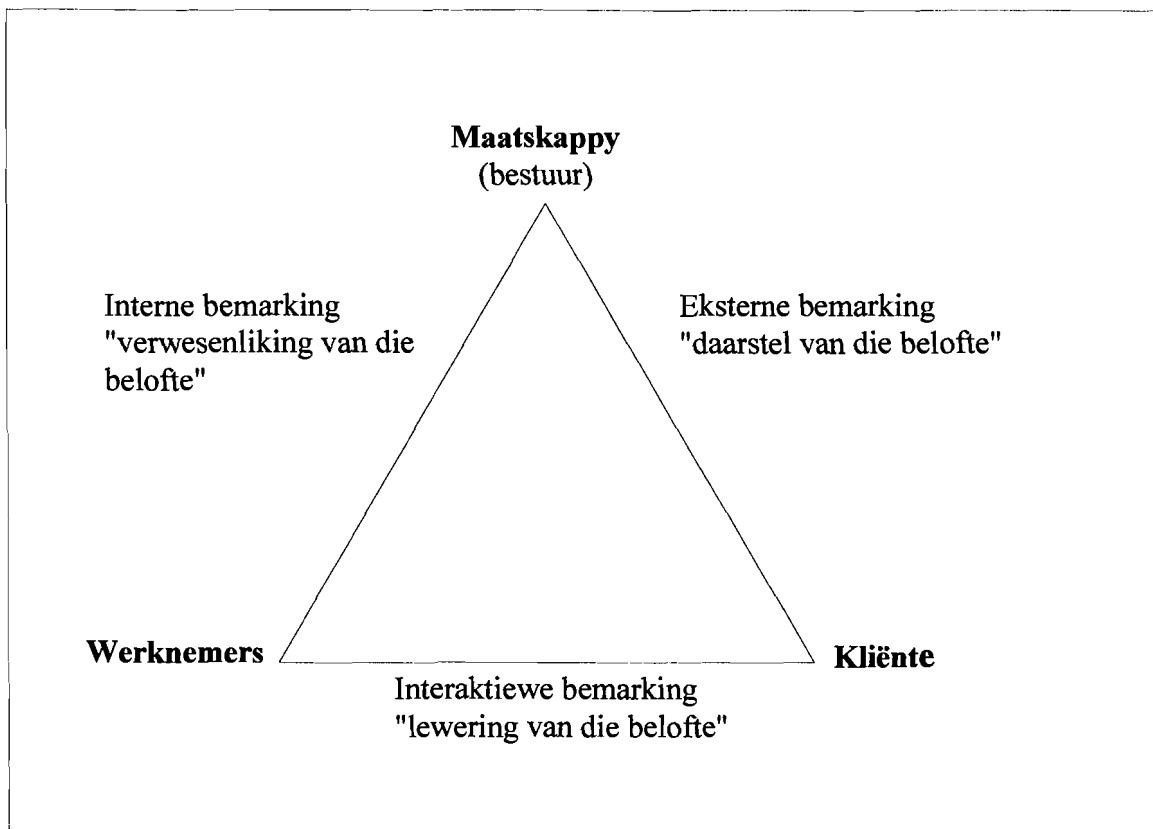 Maatskappy
(bestuur)
Interne bemarking
"verwesenliking van die
belofte"
Eksterne bemarking
"daarstel van die belofte"
Werknemers
Kliënte
Interaktiewe bemarking
"lewering van die belofte"